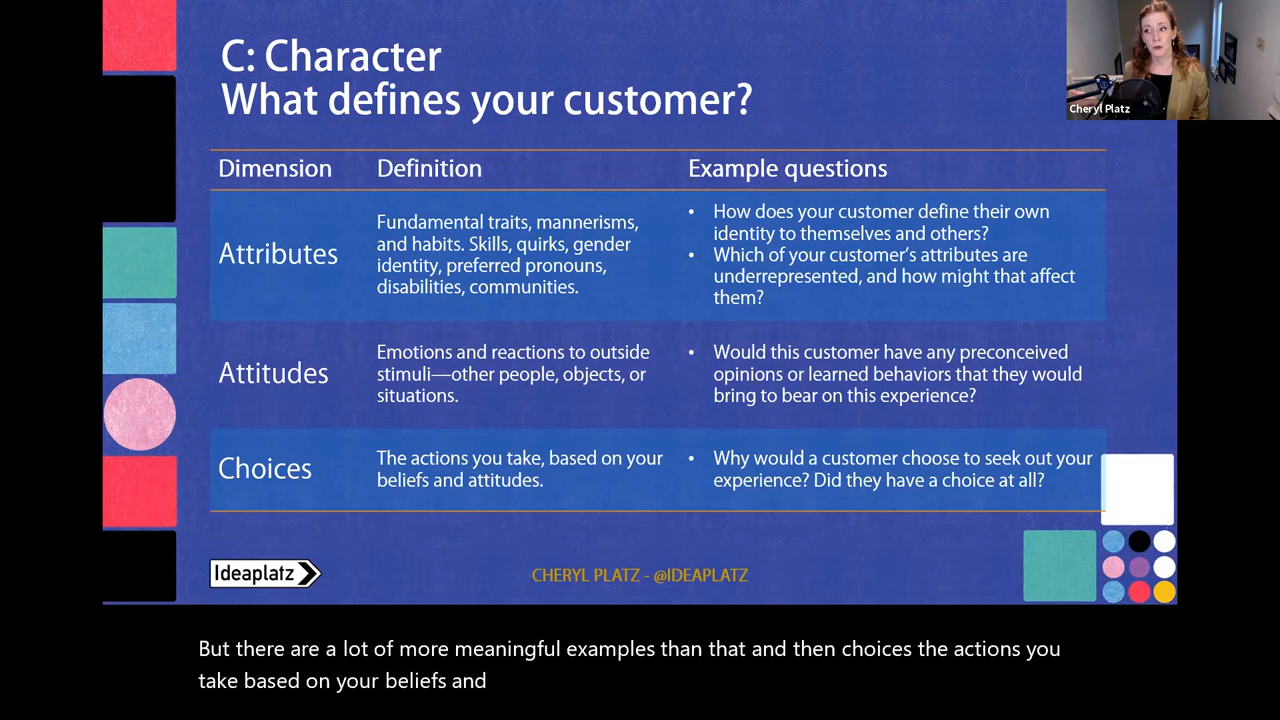 C: Character
What defines your customer?
Cheryl Platz
Dimension
Definition
Example questions
Attributes
Fundamental traits, mannerisms,
and habits. Skills, quirks, gender
identity, preferred pronouns,
disabilities, communities.
• How does your customer define their own
identity to themselves and others?
• Which of your customer’s attributes are
underrepresented, and how might that affect
them?
Attitudes
Emotions and reactions to outside
stimuli—other people, objects, or
situations.
• Would this customer have any preconceived
opinions or learned behaviors that they would
bring to bear on this experience?
Choices
The actions you take, based on your
beliefs and attitudes.
• Why would a customer choose to seek out your
experience? Did they have a choice at all?
Ideaplatz
CHERYL PLATZ - @IDEAPLATZ
But there are a lot of more meaningful examples than that and then choices the actions you
take based on your beliefs and